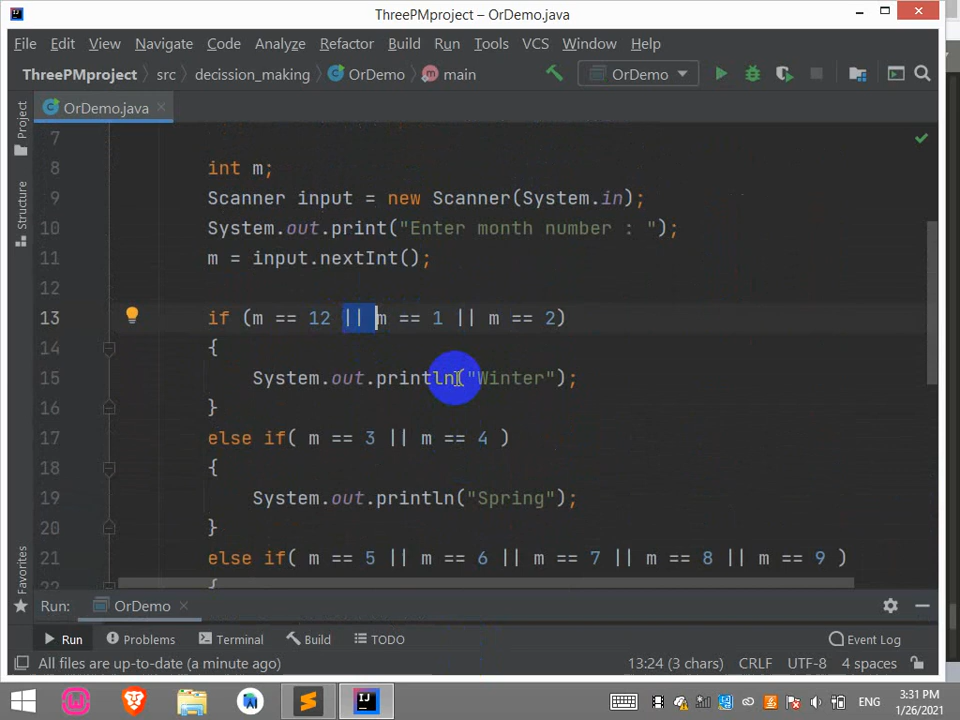 ThreePMproject – OrDemo.java
File Edit View Navigate Code Analyze Refactor Build Run Tools VCS Window Help
ThreePMproject src decission_making OrDemo main OrDemo
OrDemo.java
Project
Structure
Favorites
7
8 int m;
9 Scanner input = new Scanner(System.in);
10 System.out.print("Enter month number : ");
11 m = input.nextInt();
12
13 if (m == 12 || m == 1 || m == 2)
14 {
15 System.out.println("Winter");
16 }
17 else if( m == 3 || m == 4 )
18 {
19 System.out.println("Spring");
20 }
21 else if( m == 5 || m == 6 || m == 7 || m == 8 || m == 9 )
22 {
Run: OrDemo
Run Problems Terminal Build TODO Event Log
All files are up-to-date (a minute ago) 13:24 (3 chars) CRLF UTF-8 4 spaces
ENG 3:31 PM
1/26/2021